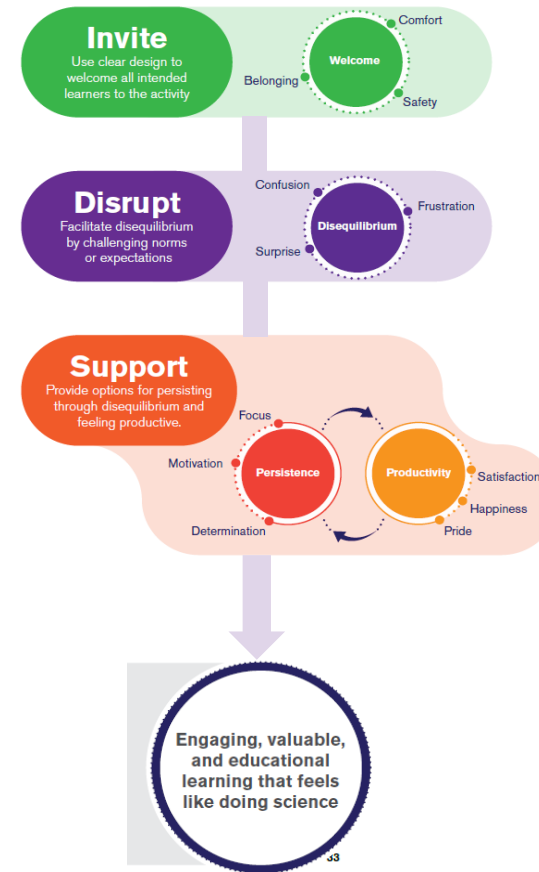 Invite
Use clear design to
welcome all intended
learners to the activity
Welcome
Comfort
Belonging
Safety
Disrupt
Facilitate disequilibrium
by challenging norms
or expectations
Confusion
Disequilibrium
Frustration
Surprise
Support
Provide options for persisting
through disequilibrium and
feeling productive.
Focus
Motivation
Persistence
Determination
Productivity
Satisfaction
Happiness
Pride
Engaging, valuable,
and educational
learning that feels
like doing science